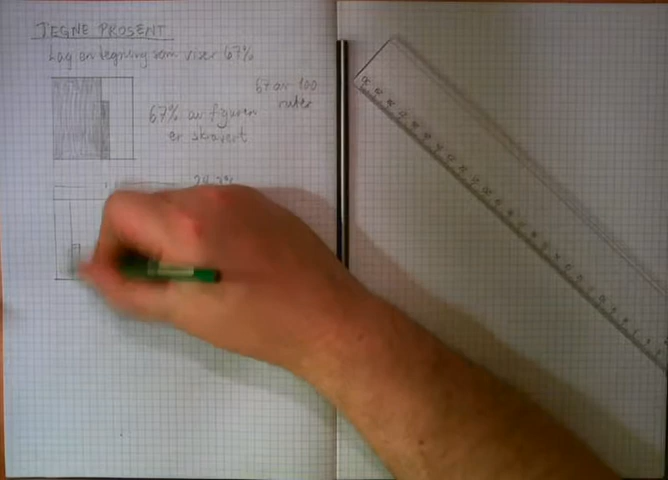 TEGNE PROSENT
Lag en tegning som viser 67%
67 av 100
ruter
67% av figuren
er skravert